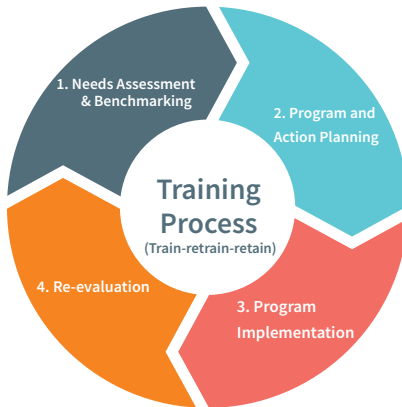 1. Needs Assessment
& Benchmarking
2. Program and
Action Planning
Training
Process
(Train-retrain-retain)
4. Re-evaluation
3. Program
Implementation